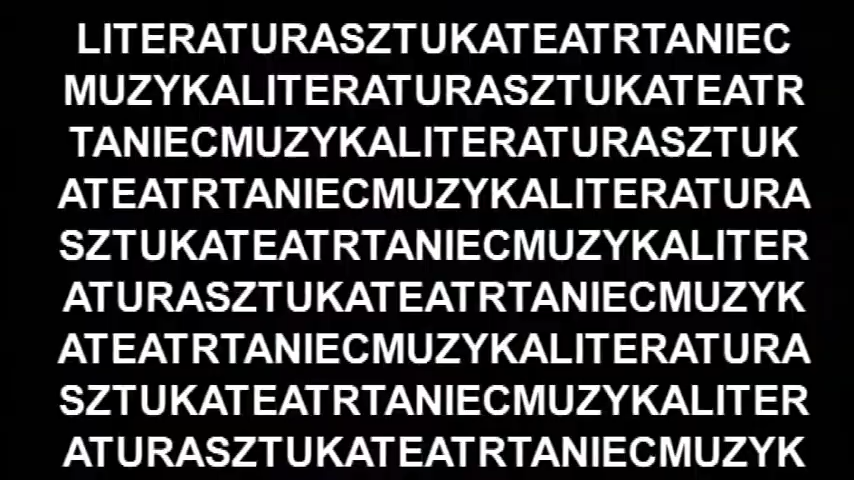 LITERATURASZTUKATEATRTANIEC
MUZYKALITERATURASZTUKATEATR
TANIECMUZYKALITERATURASZTUK
ATEATRTANIECMUZYKALITERATURA
SZTUKATEATRTANIECMUZYKALITER
ATURASZTUKATEATRTANIECMUZYK
ATEATRTANIECMUZYKALITERATURA
SZTUKATEATRTANIECMUZYKALITER
ATURASZTUKATEATRTANIECMUZYK